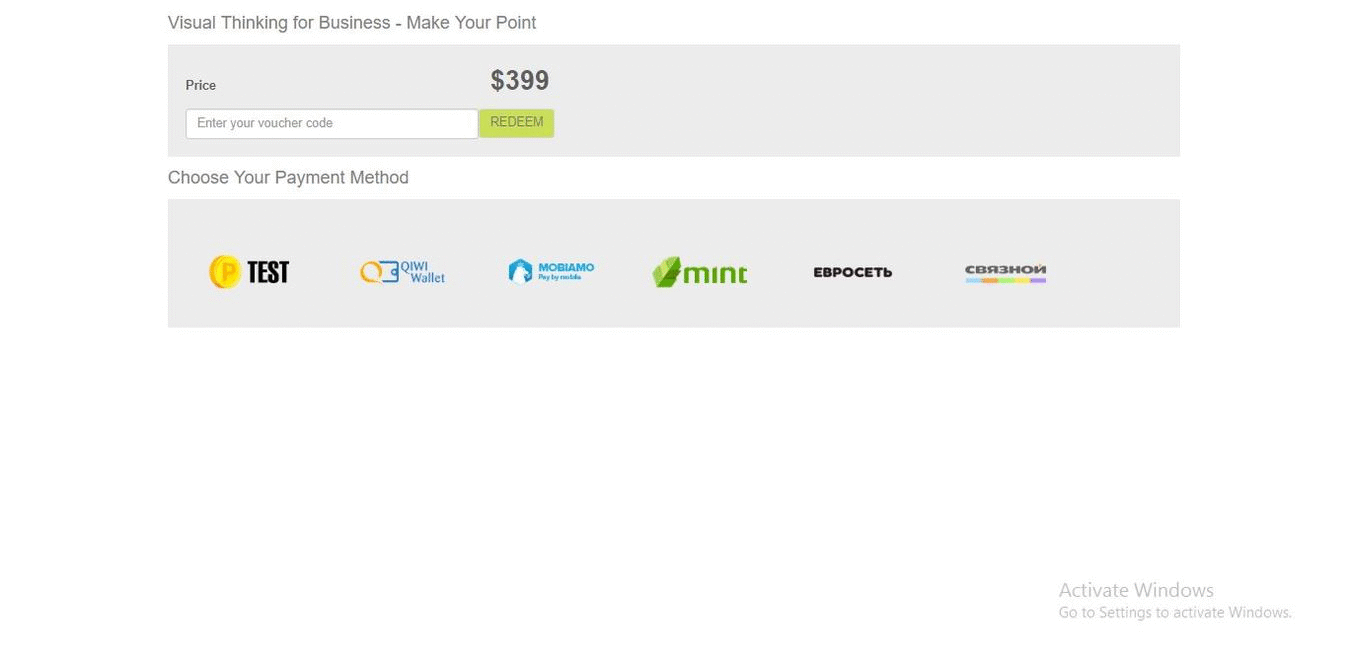 Visual Thinking for Business - Make Your Point
Price $399
Enter your voucher code REDEEM
Choose Your Payment Method
P TEST
QIWI Wallet
MOBIAMO
Pay by mobile
mint
ЕВРОСЕТЬ
СВЯЗНОЙ
Activate Windows
Go to Settings to activate Windows.